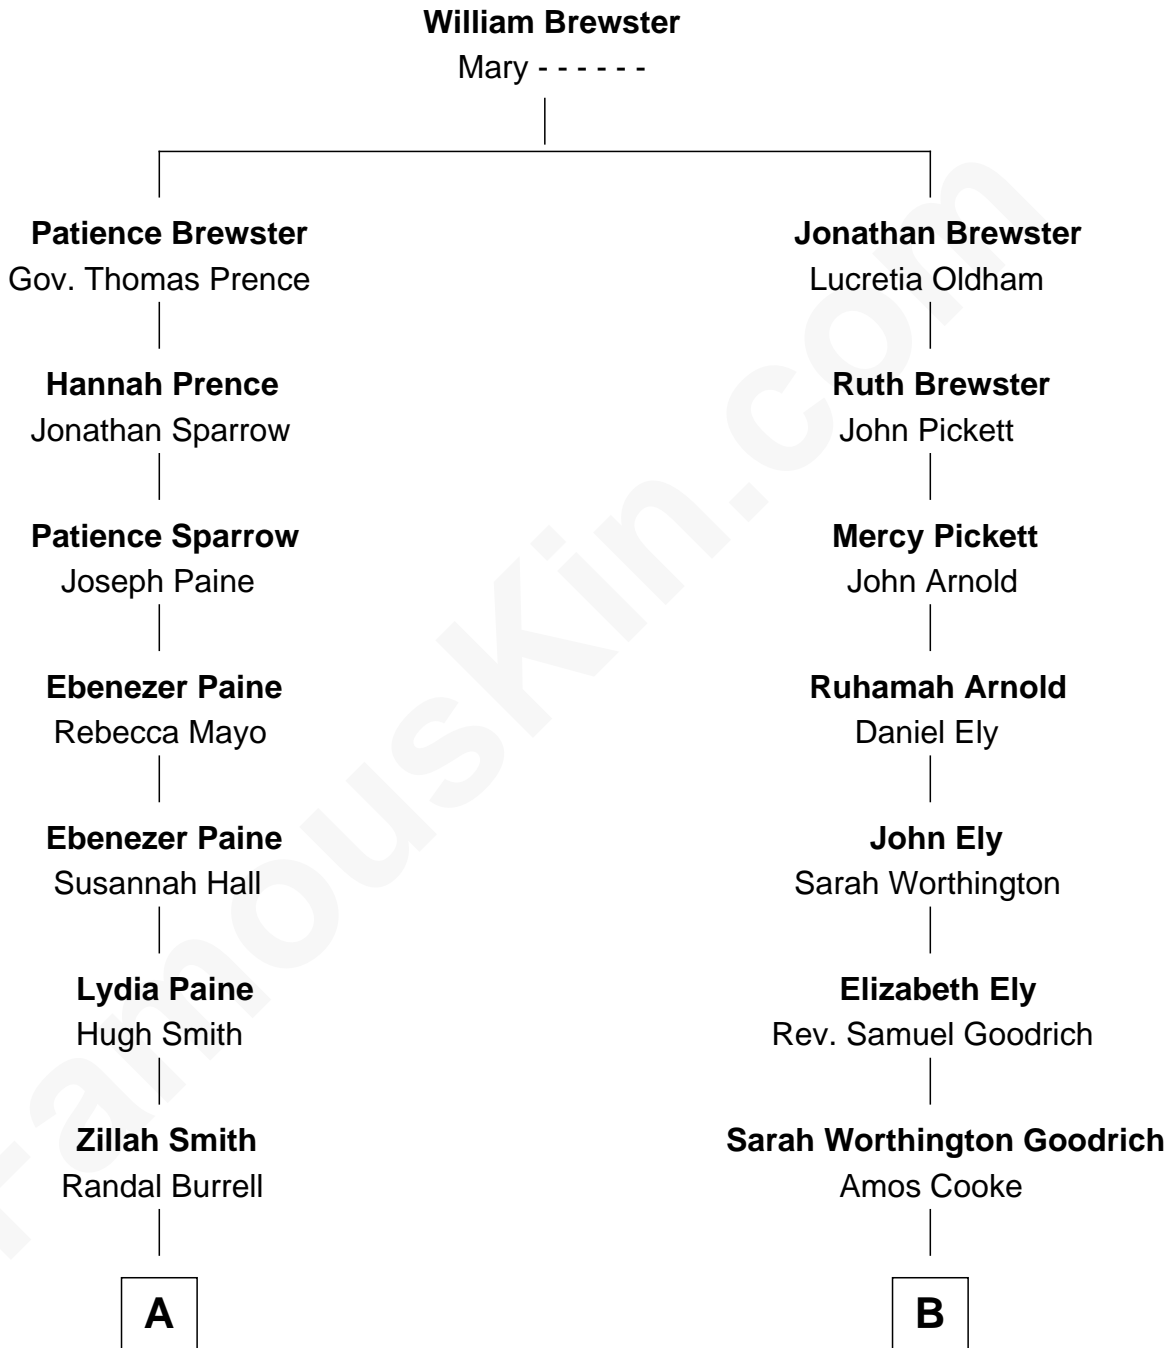 William Brewster
Mary - - - - - -
Patience Brewster
Gov. Thomas Prence
Jonathan Brewster
Lucretia Oldham
Hannah Prence
Jonathan Sparrow
Ruth Brewster
John Pickett
Patience Sparrow
Joseph Paine
Mercy Pickett
John Arnold
Ebenezer Paine
Rebecca Mayo
Ruhamah Arnold
Daniel Ely
Ebenezer Paine
Susannah Hall
John Ely
Sarah Worthington
Lydia Paine
Hugh Smith
Elizabeth Ely
Rev. Samuel Goodrich
Zillah Smith
Randal Burrell
Sarah Worthington Goodrich
Amos Cooke
A
B
FamousKin.com